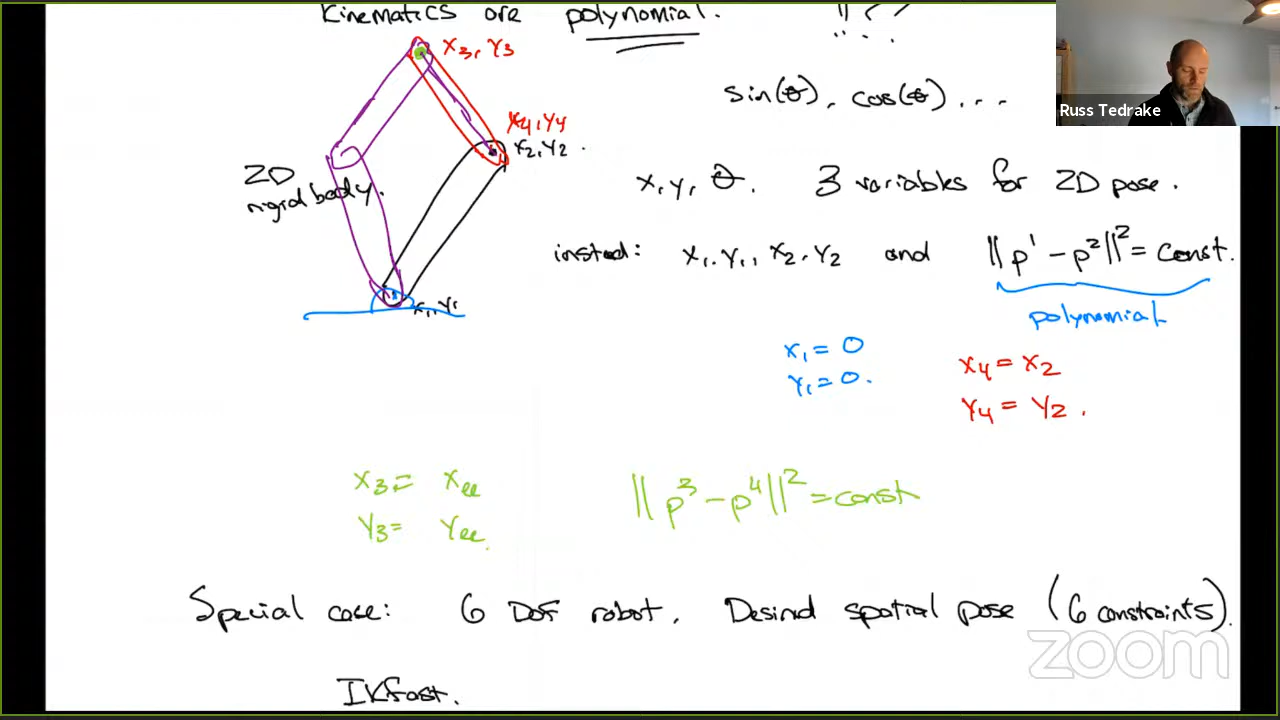 Kinematics are polynomial.
x3, y3
sin(θ), cos(θ)...
Russ Tedrake
x4, y4
x2, y2.
2D
rigid body.
x, y, θ. 3 variables for 2D pose.
instead: x1, y1, x2, y2 and ||p¹ - p²||² = const.
x1, y1
polynomial
x1 = 0
y1 = 0.
x4 = x2
y4 = y2.
x3 = xee
y3 = yee.
||p³ - p⁴||² = const
Special case: 6 DOF robot. Desired spatial pose (6 constraints).
zoom
IKfast.